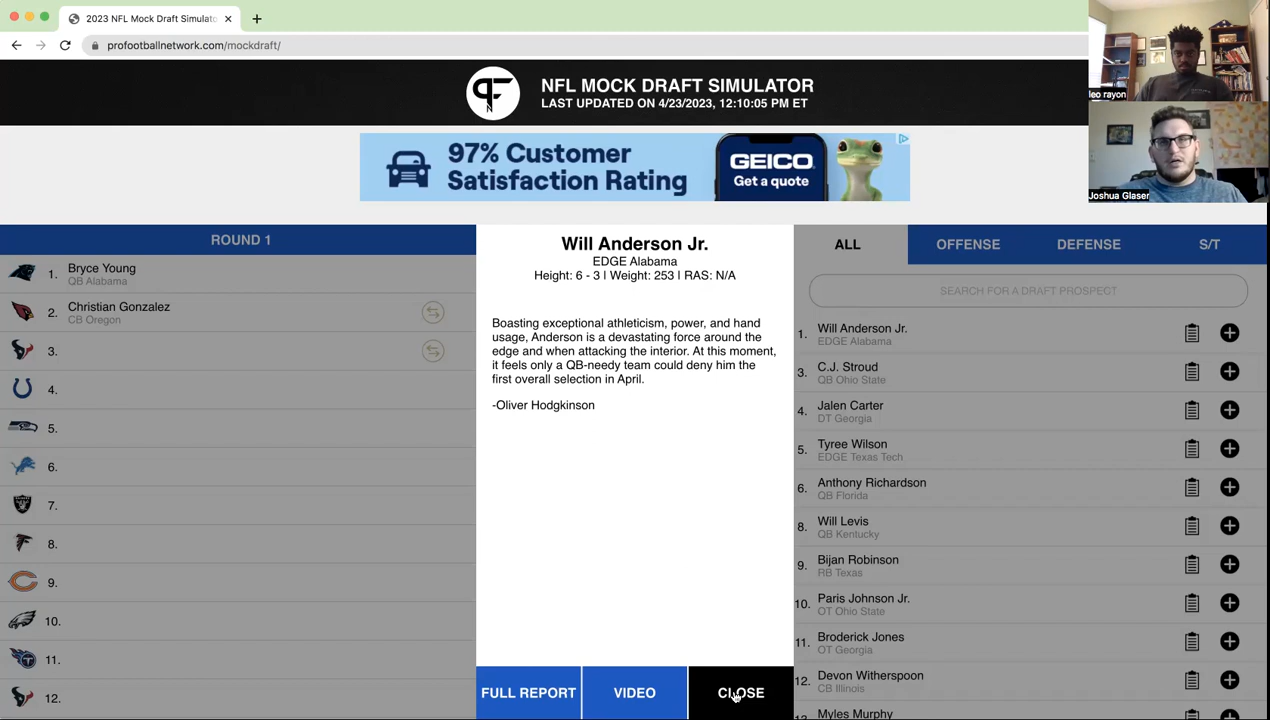 2023 NFL Mock Draft Simulato
profootballnetwork.com/mockdraft/
PFN
NFL MOCK DRAFT SIMULATOR
LAST UPDATED ON 4/23/2023, 12:10:05 PM ET
leo rayon
Joshua Glaser
97% Customer
Satisfaction Rating
GEICO
Get a quote
ROUND 1
1. Bryce Young
QB Alabama
2. Christian Gonzalez
CB Oregon
3.
4.
5.
6.
7.
8.
9.
10.
11.
12.
Will Anderson Jr.
EDGE Alabama
Height: 6 - 3 | Weight: 253 | RAS: N/A
Boasting exceptional athleticism, power, and hand
usage, Anderson is a devastating force around the
edge and when attacking the interior. At this moment,
it feels only a QB-needy team could deny him the
first overall selection in April.
-Oliver Hodgkinson
FULL REPORT
VIDEO
CLOSE
ALL
OFFENSE
DEFENSE
S/T
SEARCH FOR A DRAFT PROSPECT
1. Will Anderson Jr.
EDGE Alabama
3. C.J. Stroud
QB Ohio State
4. Jalen Carter
DT Georgia
5. Tyree Wilson
EDGE Texas Tech
6. Anthony Richardson
QB Florida
8. Will Levis
QB Kentucky
9. Bijan Robinson
RB Texas
10. Paris Johnson Jr.
OT Ohio State
11. Broderick Jones
OT Georgia
12. Devon Witherspoon
CB Illinois
Myles Murphy